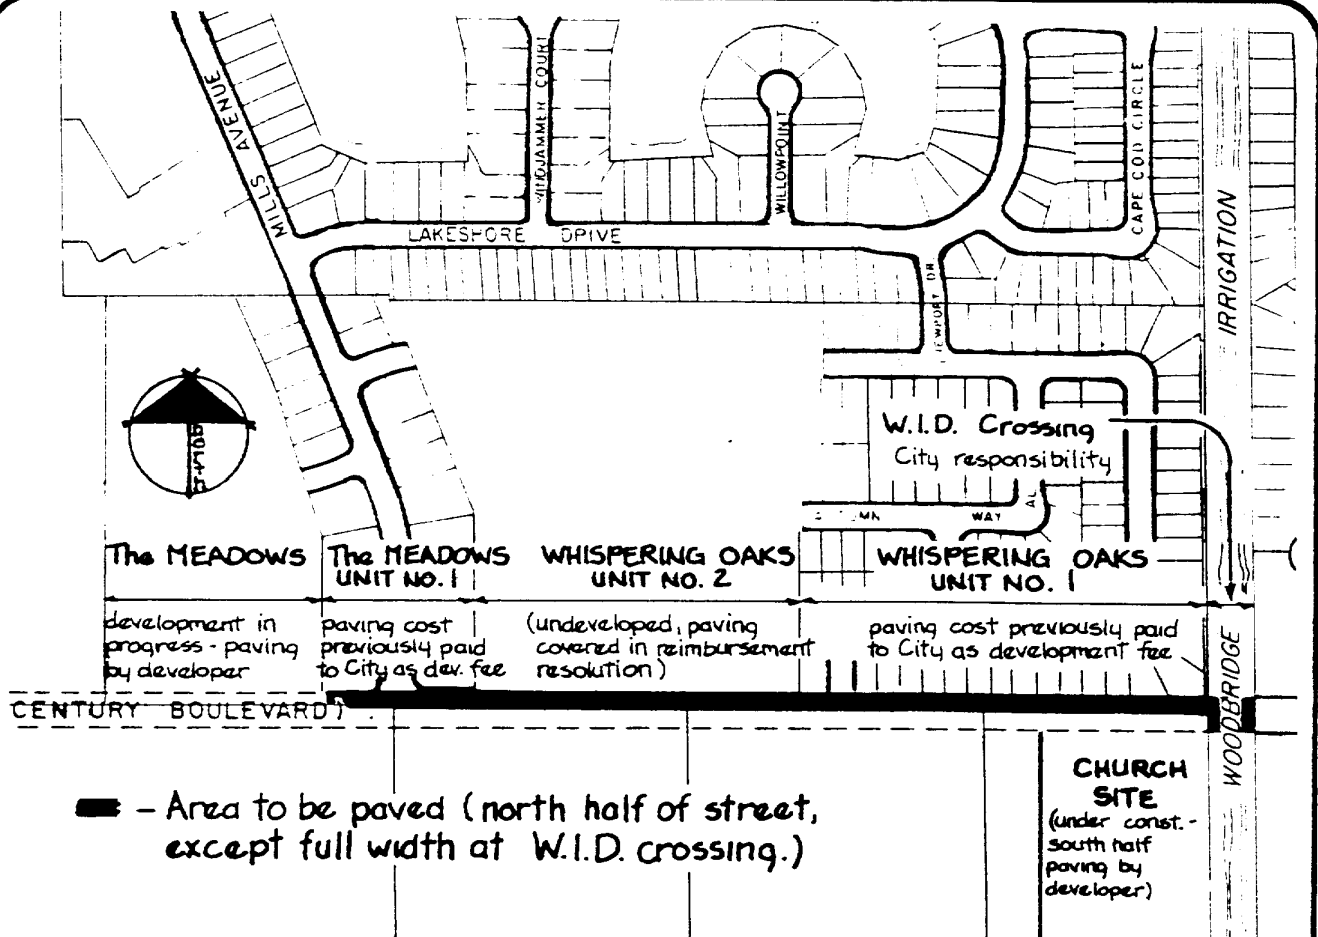 MILLS AVENUE
WINDJAMMER COURT
WILLOWPOINT
CAPE COD CIRCLE
LAKESHORE DRIVE
NEWPORT DR
IRRIGATION
W.I.D. Crossing
City responsibility
WAY
The MEADOWS
The MEADOWS
UNIT NO. 1
WHISPERING OAKS
UNIT NO. 2
WHISPERING OAKS
UNIT NO. 1
development in
progress - paving
by developer
paving cost
previously paid
to City as dev. fee
(undeveloped, paving
covered in reimbursement
resolution)
paving cost previously paid
to City as development fee
WOODBRIDGE
CENTURY BOULEVARD)
- Area to be paved (north half of street,
except full width at W.I.D. crossing.)
CHURCH
SITE
(under const.-
south half
paving by
developer)